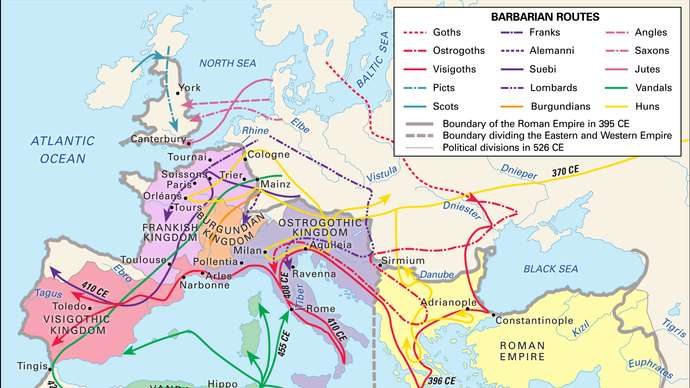 BARBARIAN ROUTES
Goths
Ostrogoths
Visigoths
Picts
Scots
Franks
Alemanni
Suebi
Lombards
Burgundians
Angles
Saxons
Jutes
Vandals
Huns
Boundary of the Roman Empire in 395 CE
Boundary dividing the Eastern and Western Empire
Political divisions in 526 CE
NORTH SEA
BALTIC SEA
York
Canterbury
ATLANTIC
OCEAN
Elbe
Rhine
Vistula
Dnieper
370 CE
Dniester
Tournai
Cologne
Soissons
Trier
Paris
Mainz
Orléans
Tours
FRANKISH
KINGDOM
BURGUNDIAN
KINGDOM
OSTROGOTHIC
KINGDOM
Milan
Aquileia
Pollentia
Sirmium
Danube
Toulouse
Ravenna
Arles
Narbonne
Ebro
410 CE
Tagus
Toledo
VISIGOTHIC
KINGDOM
408 CE
Tiber
Rome
410 CE
455 CE
BLACK SEA
Adrianople
Constantinople
ROMAN
EMPIRE
Kizil
Tigris
Euphrates
396 CE
Tingis
Hippo